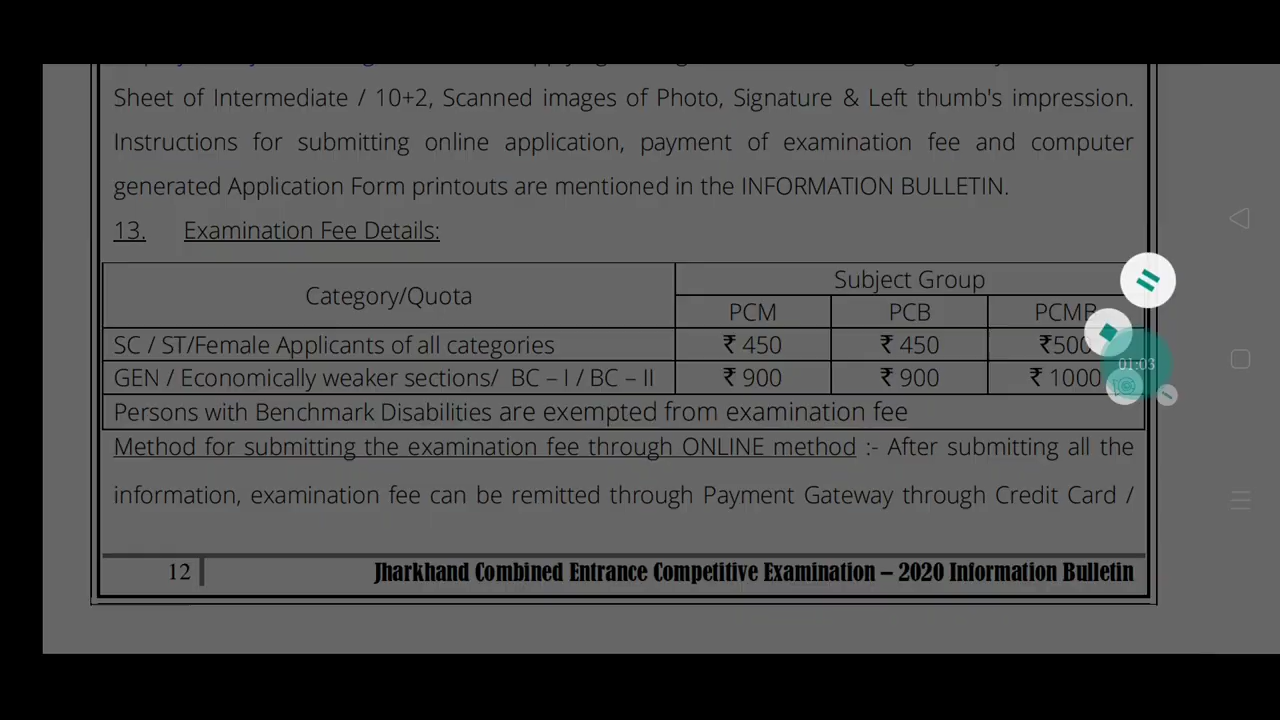 Sheet of Intermediate / 10+2, Scanned images of Photo, Signature & Left thumb's impression.
Instructions for submitting online application, payment of examination fee and computer
generated Application Form printouts are mentioned in the INFORMATION BULLETIN.
13. Examination Fee Details:
Category/Quota Subject Group
PCM PCB PCMB
SC / ST/Female Applicants of all categories ₹ 450 ₹ 450 ₹500
GEN / Economically weaker sections/ BC – I / BC – II ₹ 900 ₹ 900 ₹ 1000
01:03
Persons with Benchmark Disabilities are exempted from examination fee
Method for submitting the examination fee through ONLINE method :- After submitting all the
information, examination fee can be remitted through Payment Gateway through Credit Card /
12 Jharkhand Combined Entrance Competitive Examination – 2020 Information Bulletin